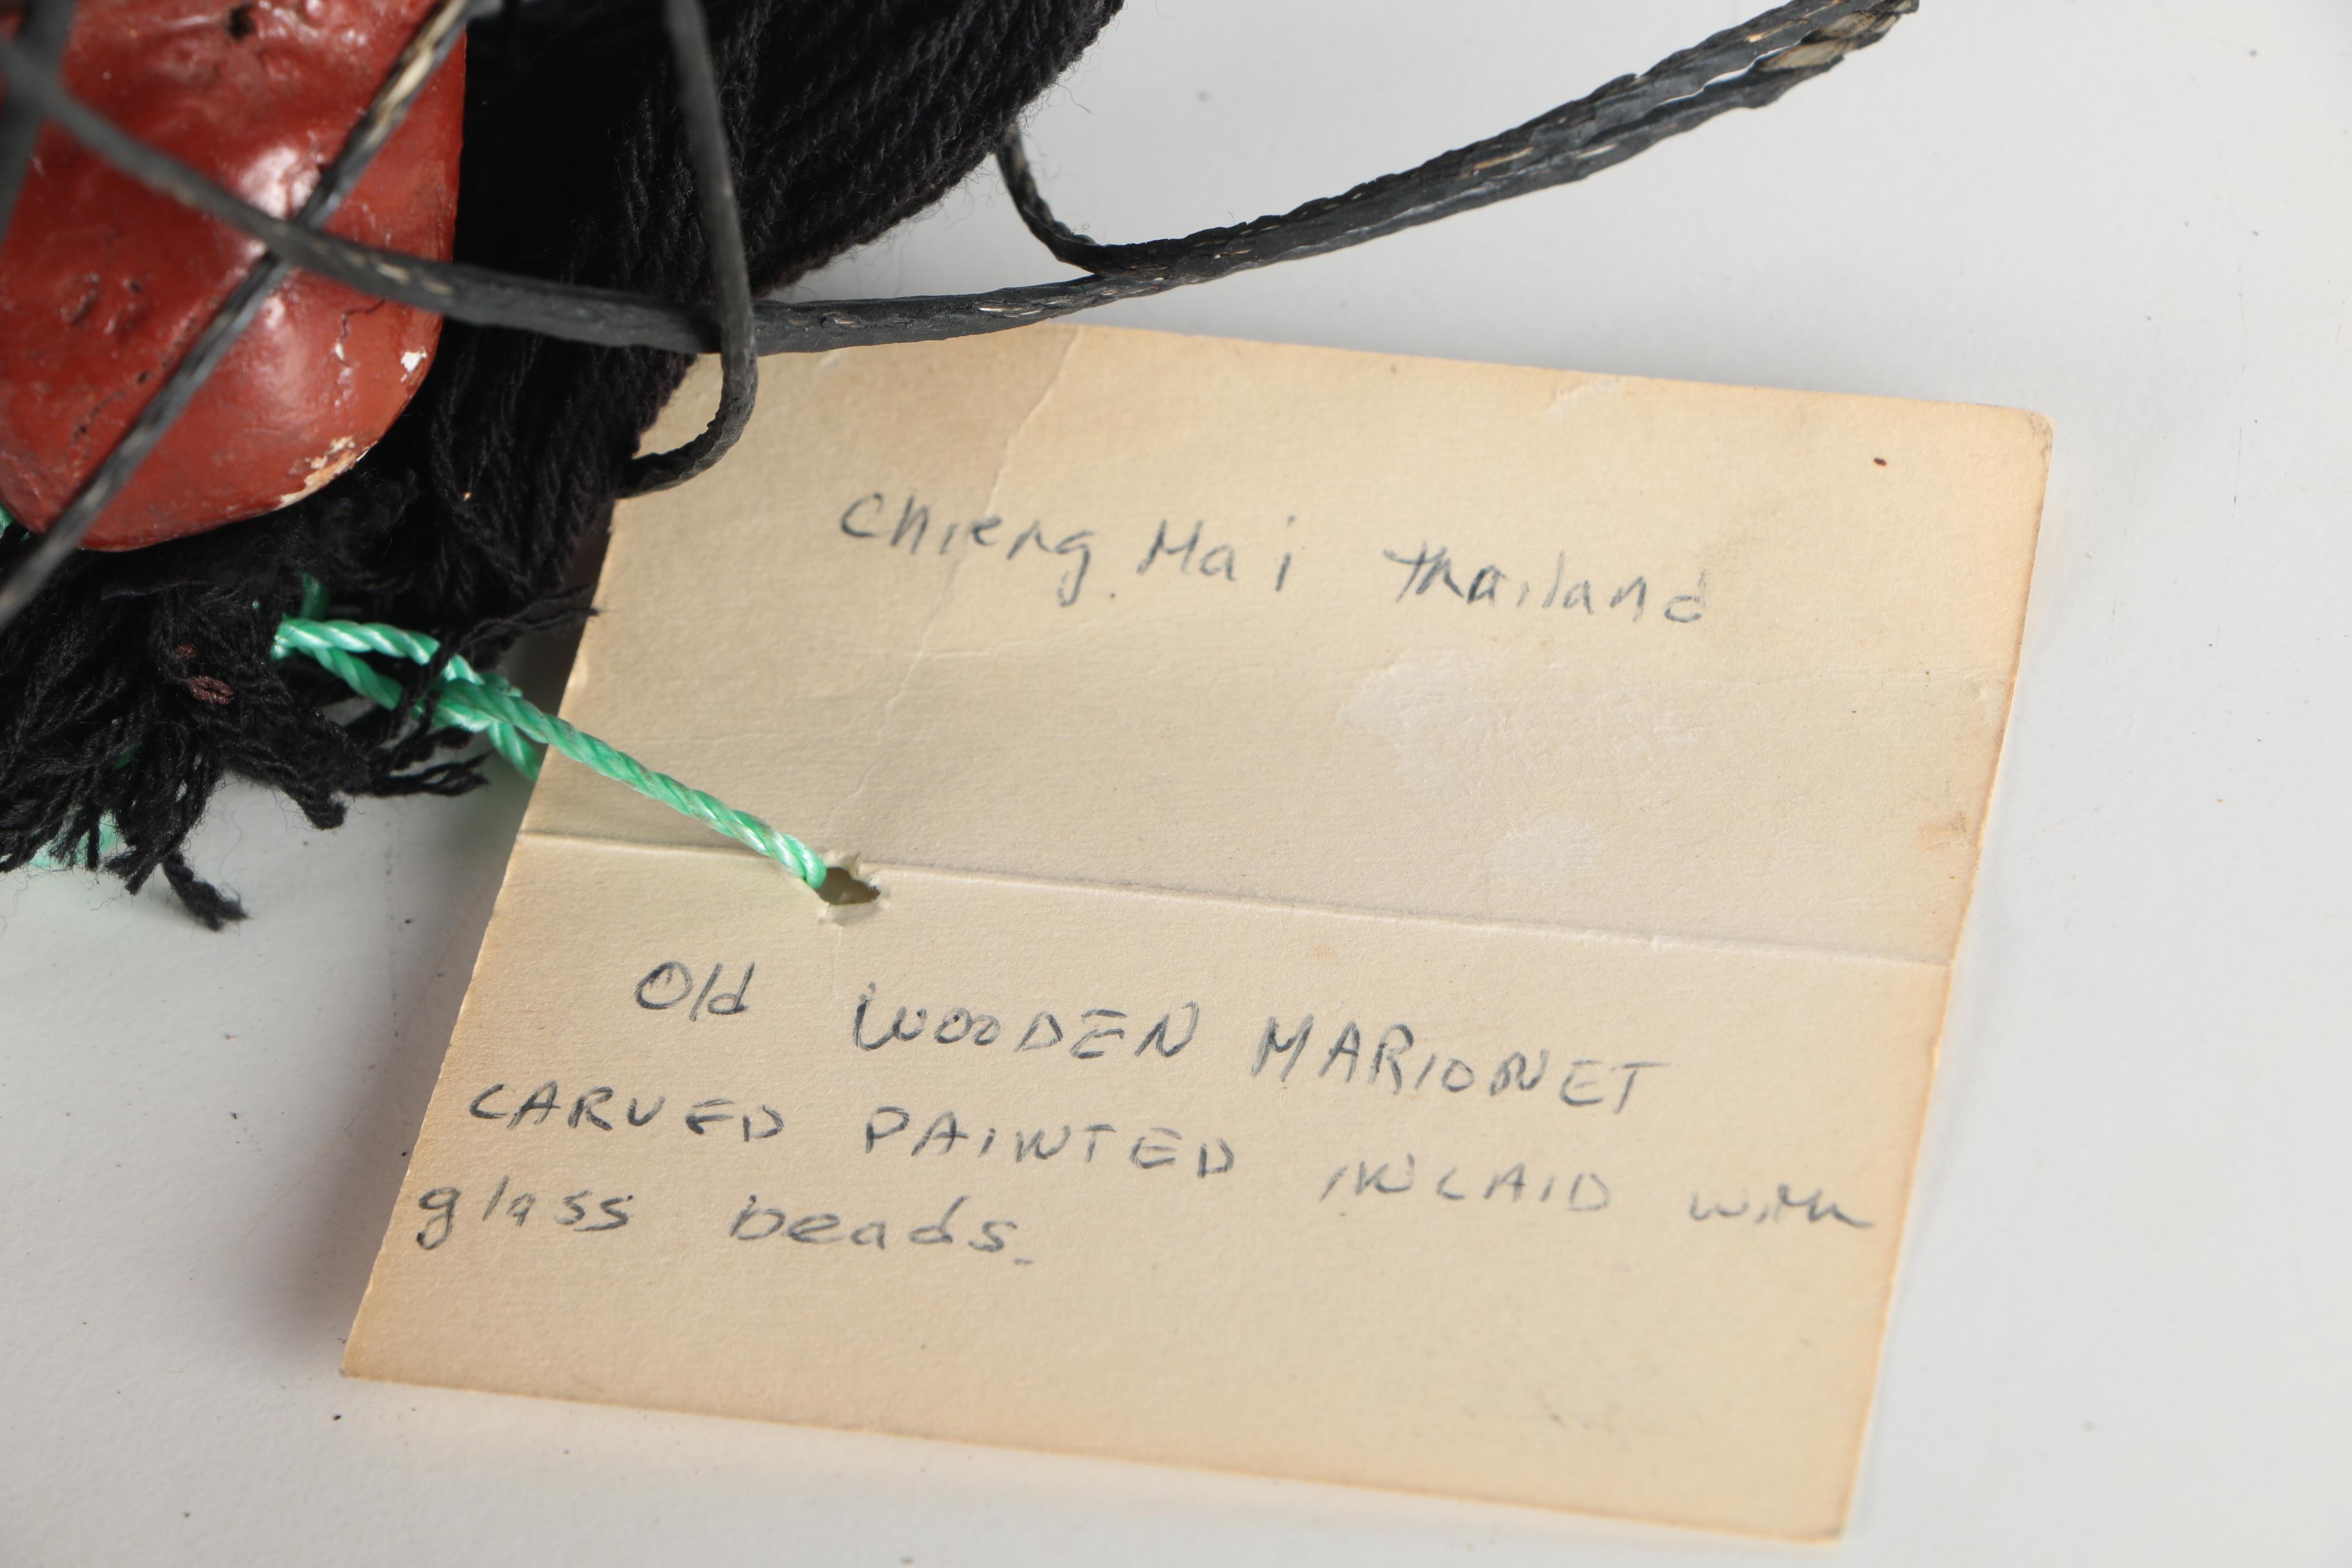 Chieng Mai Thailand
Old WOODEN MARIONET
CARVED PAINTED INLAID with
glass beads.